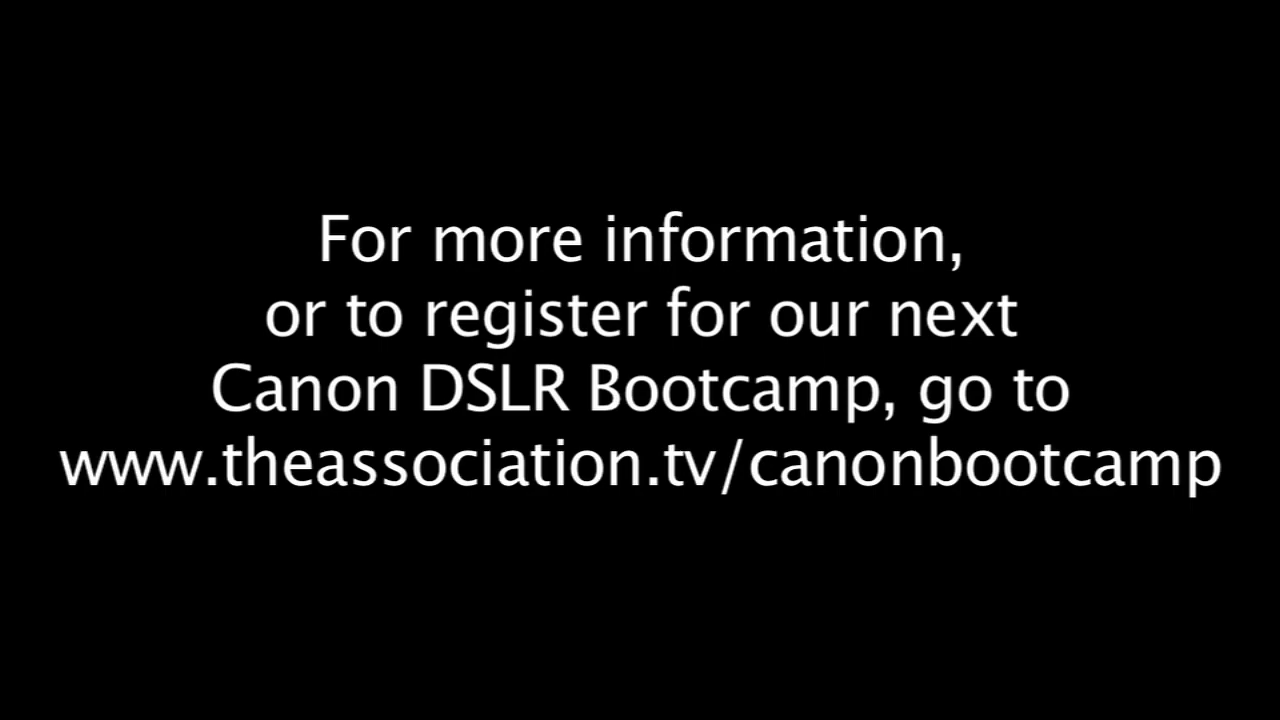 For more information,
or to register for our next
Canon DSLR Bootcamp, go to
www.theassociation.tv/canonbootcamp